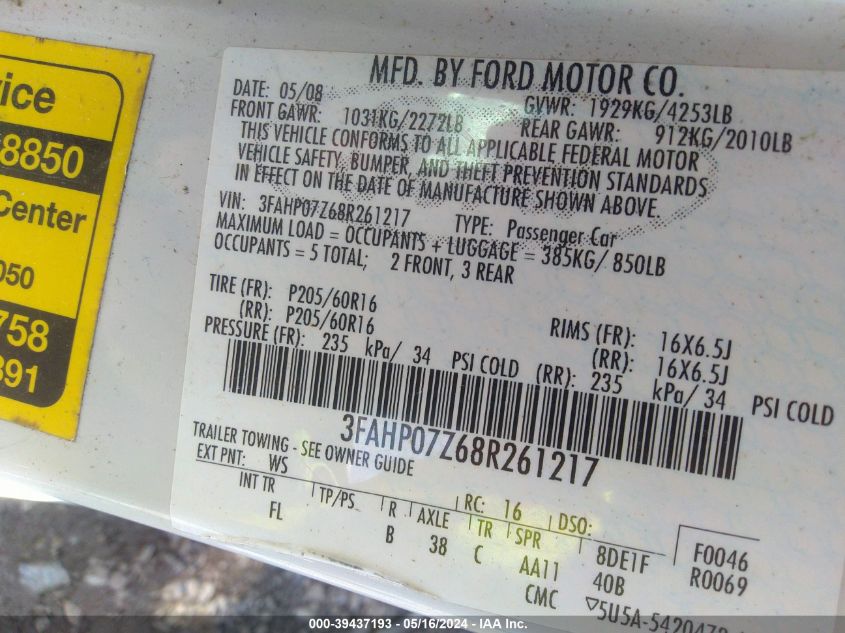 vice
8850
Center
050
758
891
MFD. BY FORD MOTOR CO.
DATE: 05/08 GVWR: 1929KG/4253LB
FRONT GAWR: 1031KG/2272LB REAR GAWR: 912KG/2010LB
THIS VEHICLE CONFORMS TO ALL APPLICABLE FEDERAL MOTOR
VEHICLE SAFETY, BUMPER, AND THEFT PREVENTION STANDARDS
IN EFFECT ON THE DATE OF MANUFACTURE SHOWN ABOVE.
VIN: 3FAHP07Z68R261217 TYPE: Passenger Car
MAXIMUM LOAD = OCCUPANTS + LUGGAGE = 385KG/ 850LB
OCCUPANTS = 5 TOTAL; 2 FRONT, 3 REAR
TIRE (FR): P205/60R16 RIMS (FR): 16X6.5J
(RR): P205/60R16 (RR): 16X6.5J
PRESSURE (FR): 235 kPa/ 34 PSI COLD (RR): 235 kPa/ 34 PSI COLD
3FAHP07Z68R261217
TRAILER TOWING - SEE OWNER GUIDE
EXT PNT: WS RC: 16 DSO:
INT TR TP/PS R AXLE TR SPR 8DE1F F0046
FL B 38 C AA11 40B R0069
CMC ▽5U5A-5420472
000-39437193 - 05/16/2024 - IAA Inc.